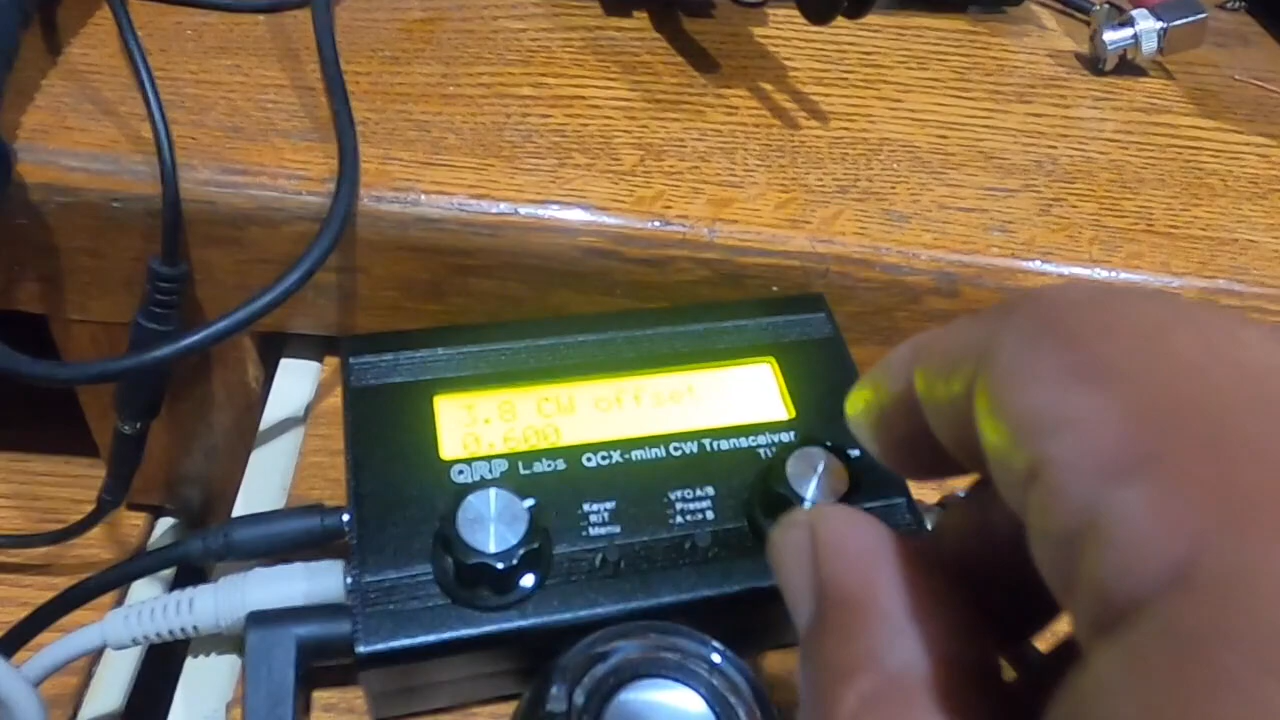 3.8 CW offset
0.600
QRP Labs QCX-mini CW Transceiver
- Keyer
- RIT
- Menu
- VFO A/B
- Preset
- A <-> B